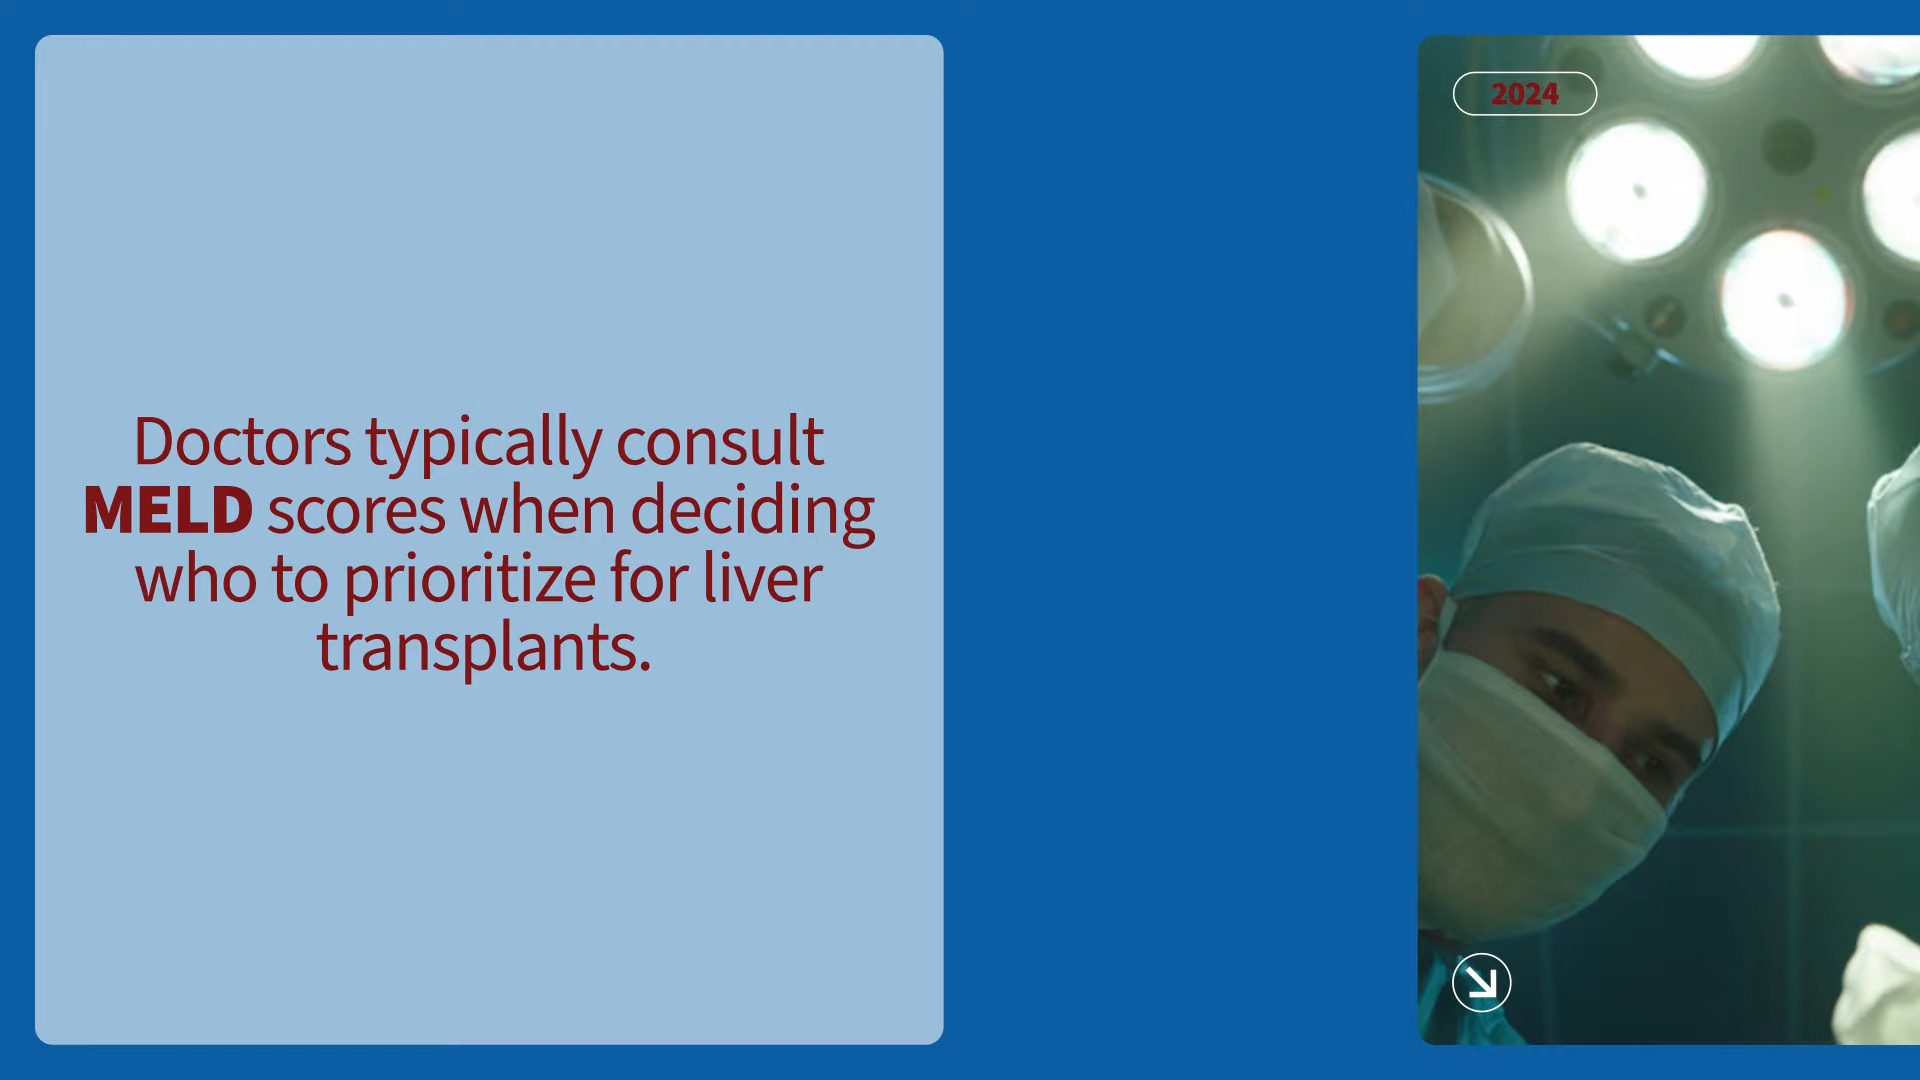 Doctors typically consult
MELD scores when deciding
who to prioritize for liver
transplants.
2024